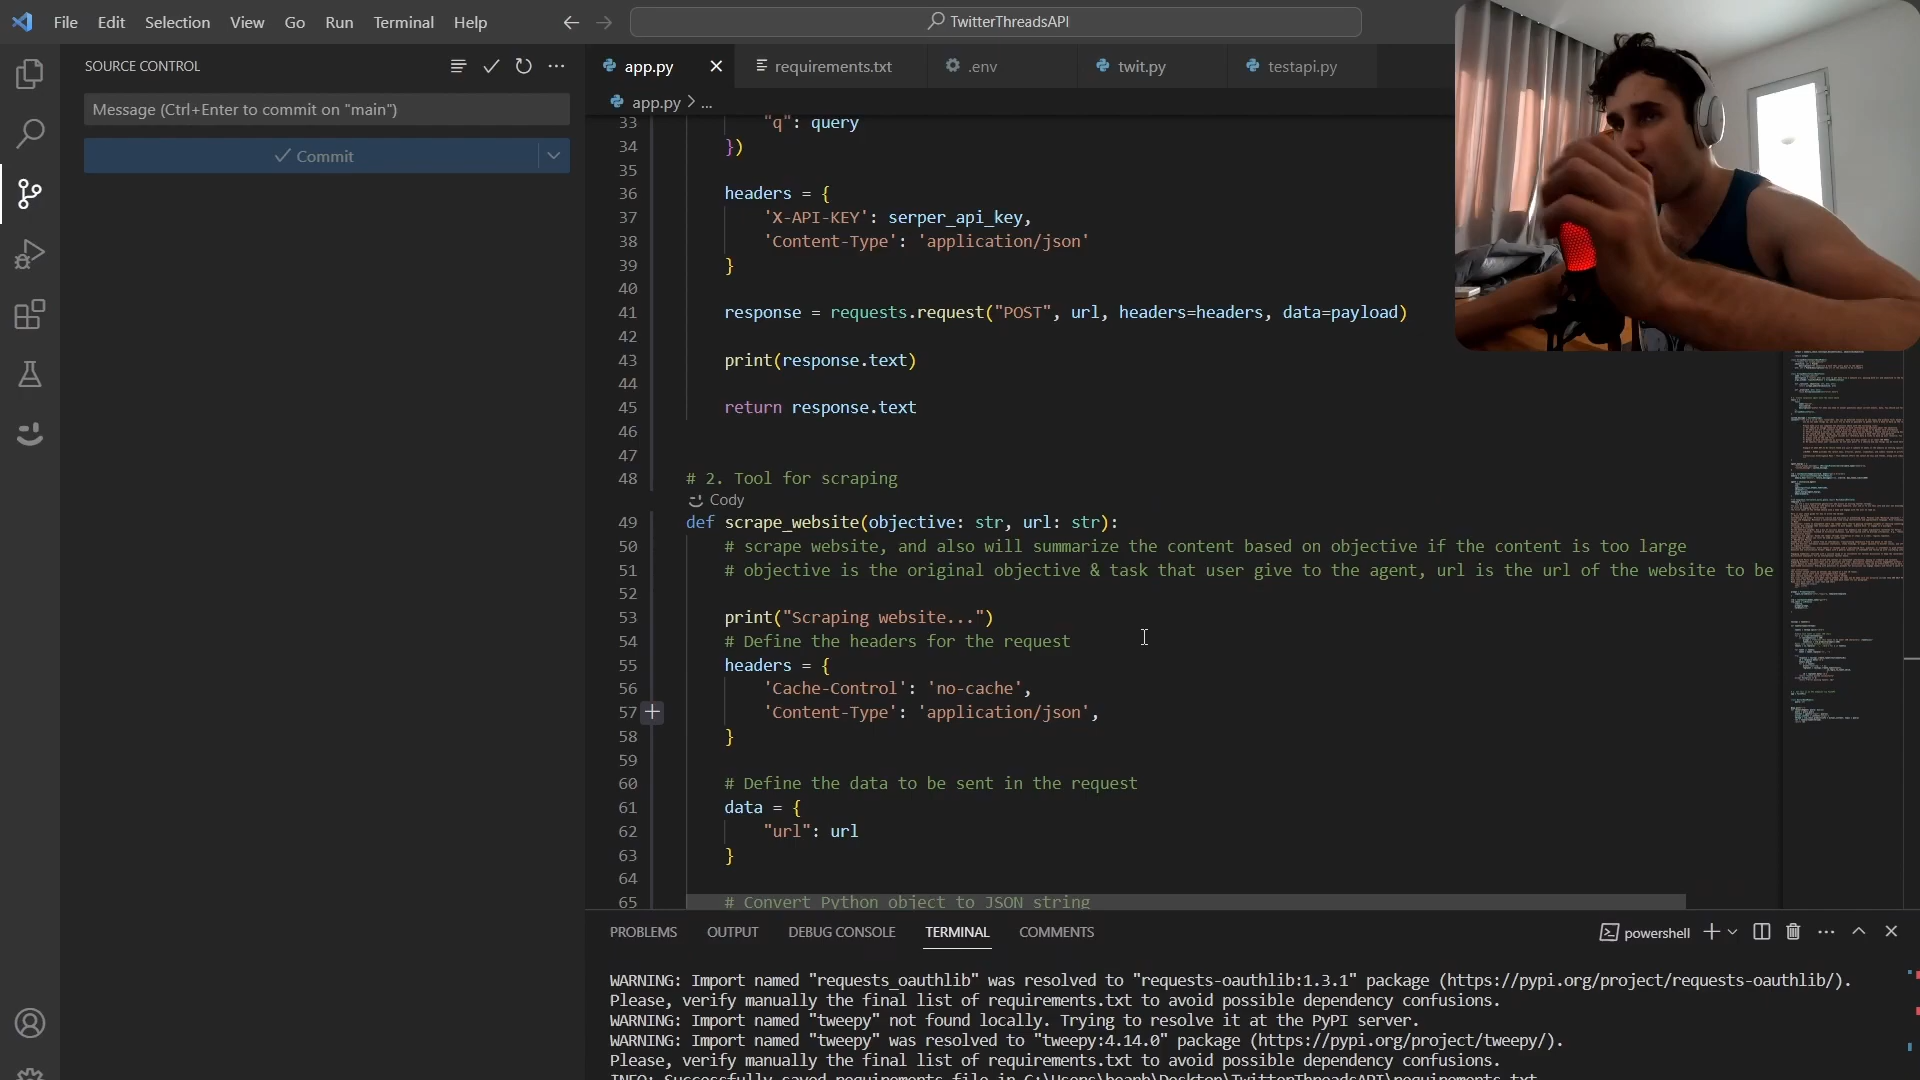 File Edit Selection View Go Run Terminal Help
TwitterThreadsAPI
SOURCE CONTROL
Message (Ctrl+Enter to commit on "main")
Commit
app.py
requirements.txt
.env
twit.py
testapi.py
app.py > ...
33 "q": query
34 })
35
36 headers = {
37 'X-API-KEY': serper_api_key,
38 'Content-Type': 'application/json'
39 }
40
41 response = requests.request("POST", url, headers=headers, data=payload)
42
43 print(response.text)
44
45 return response.text
46
47
48 # 2. Tool for scraping
Cody
49 def scrape_website(objective: str, url: str):
50 # scrape website, and also will summarize the content based on objective if the content is too large
51 # objective is the original objective & task that user give to the agent, url is the url of the website to be
52
53 print("Scraping website...")
54 # Define the headers for the request
55 headers = {
56 'Cache-Control': 'no-cache',
57 'Content-Type': 'application/json',
58 }
59
60 # Define the data to be sent in the request
61 data = {
62 "url": url
63 }
64
65 # Convert Python object to JSON string
PROBLEMS OUTPUT DEBUG CONSOLE TERMINAL COMMENTS
powershell
WARNING: Import named "requests_oauthlib" was resolved to "requests-oauthlib:1.3.1" package (https://pypi.org/project/requests-oauthlib/).
Please, verify manually the final list of requirements.txt to avoid possible dependency confusions.
WARNING: Import named "tweepy" not found locally. Trying to resolve it at the PyPI server.
WARNING: Import named "tweepy" was resolved to "tweepy:4.14.0" package (https://pypi.org/project/tweepy/).
Please, verify manually the final list of requirements.txt to avoid possible dependency confusions.
INFO: Successfully saved requirements file in C:\Users\hoanb\Desktop\TwitterThreadsAPI\requirements.txt